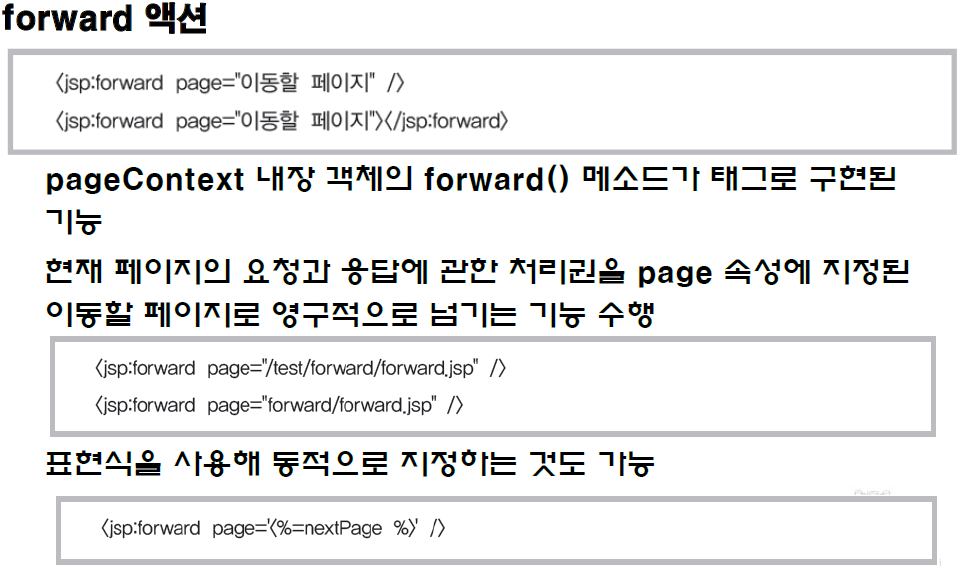 forward 액션
<jsp:forward page="이동할 페이지" />
<jsp:forward page="이동할 페이지"></jsp:forward>
pageContext 내장 객체의 forward() 메소드가 태그로 구현된
기능
현재 페이지의 요청과 응답에 관한 처리권을 page 속성에 지정된
이동할 페이지로 영구적으로 넘기는 기능 수행
<jsp:forward page="/test/forward/forward.jsp" />
<jsp:forward page="forward/forward.jsp" />
표현식을 사용해 동적으로 지정하는 것도 가능
<jsp:forward page='<%=nextPage %>' />